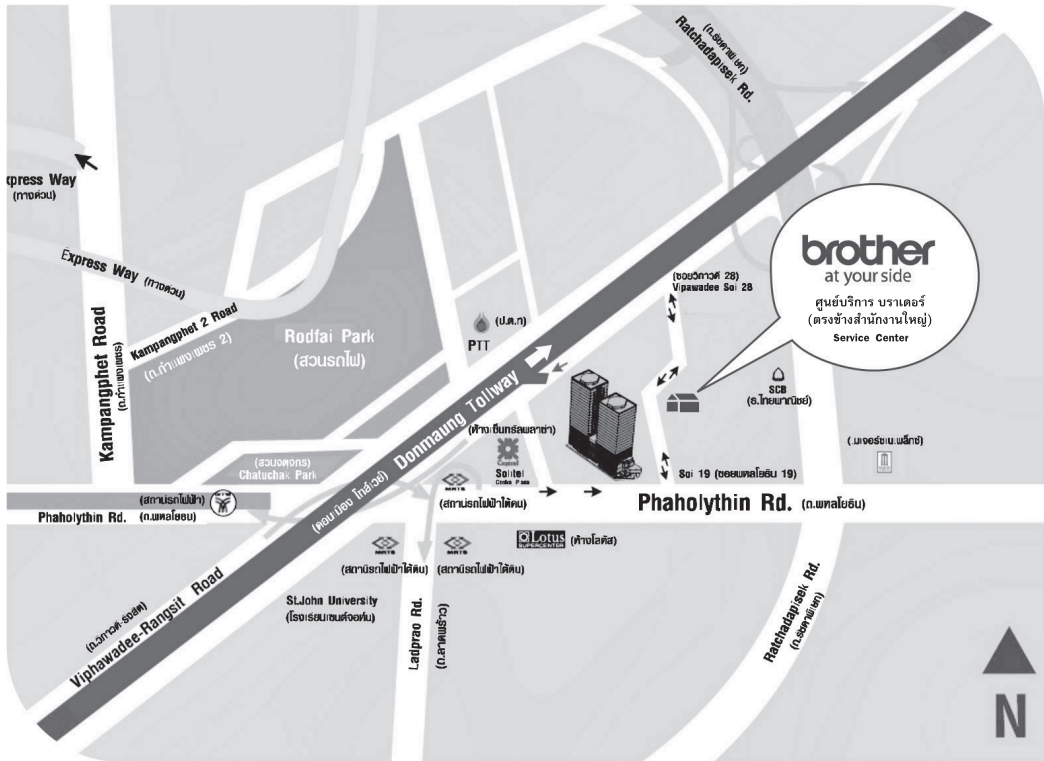 (ถ.รัชดาภิเษก)
Ratchadapisek Rd.
xpress Way
(ทางด่วน)
Express Way (ทางด่วน)
Kampangphet Road
(ถ.กำแพงเพชร)
Kampangphet 2 Road
(ถ.กำแพงเพชร 2)
Rodfai Park
(สวนรถไฟ)
(ป.ต.ท)
PTT
(ซอยวิภาวดี 28)
Vipawadee Soi 28
brother
at your side
ศูนย์บริการ บราเดอร์
(ตรงข้ามสำนักงานใหญ่)
Service Center
SCB
(ธ.ไทยพาณิชย์)
(ห้างเซ็นทรัลพลาซ่า)
Central
Sofitel
(สวนจตุจักร)
Chatuchak Park
Donmaung Tollway
(ดอนเมือง โทล์เวย์)
Soi 19 (ซอยพหลโยธิน 19)
(สถานีรถไฟฟ้า)
Phaholythin Rd. (ถ.พหลโยธิน)
MRTS
(สถานีรถไฟฟ้าใต้ดิน)
Phaholythin Rd. (ถ.พหลโยธิน)
MRTS
(สถานีรถไฟฟ้าใต้ดิน)
MRTS
(สถานีรถไฟฟ้าใต้ดิน)
Lotus
SUPERCENTER
(ห้างโลตัส)
St.John University
(โรงเรียนเซนต์จอห์น)
Ladprao Rd.
(ถ.ลาดพร้าว)
(ถ.วิภาวดี-รังสิต)
Viphawadee-Rangsit Road
Ratchadapisek Rd.
(ถ.รัชดาภิเษก)
N